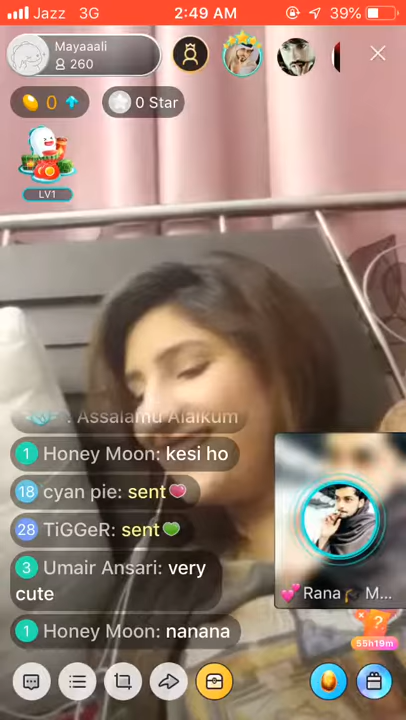 Jazz 3G 2:49 AM 39%
Mayaaali
260
0
0 Star
LV1
: Assalamu Alaikum
1 Honey Moon: kesi ho
18 cyan pie: sent
28 TiGGeR: sent
3 Umair Ansari: very
cute
Rana M...
?
1 Honey Moon: nanana
55h19m